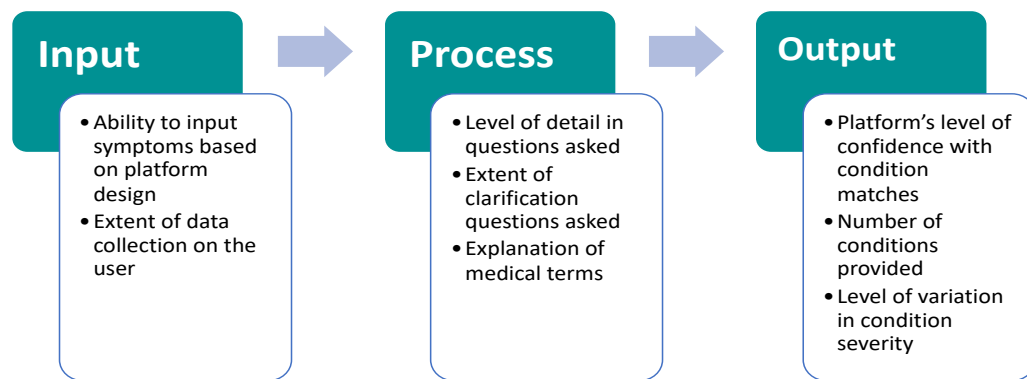 Input
• Ability to input
symptoms based
on platform
design
• Extent of data
collection on the
user
Process
• Level of detail in
questions asked
• Extent of
clarification
questions asked
• Explanation of
medical terms
Output
• Platform’s level of
confidence with
condition
matches
• Number of
conditions
provided
• Level of variation
in condition
severity